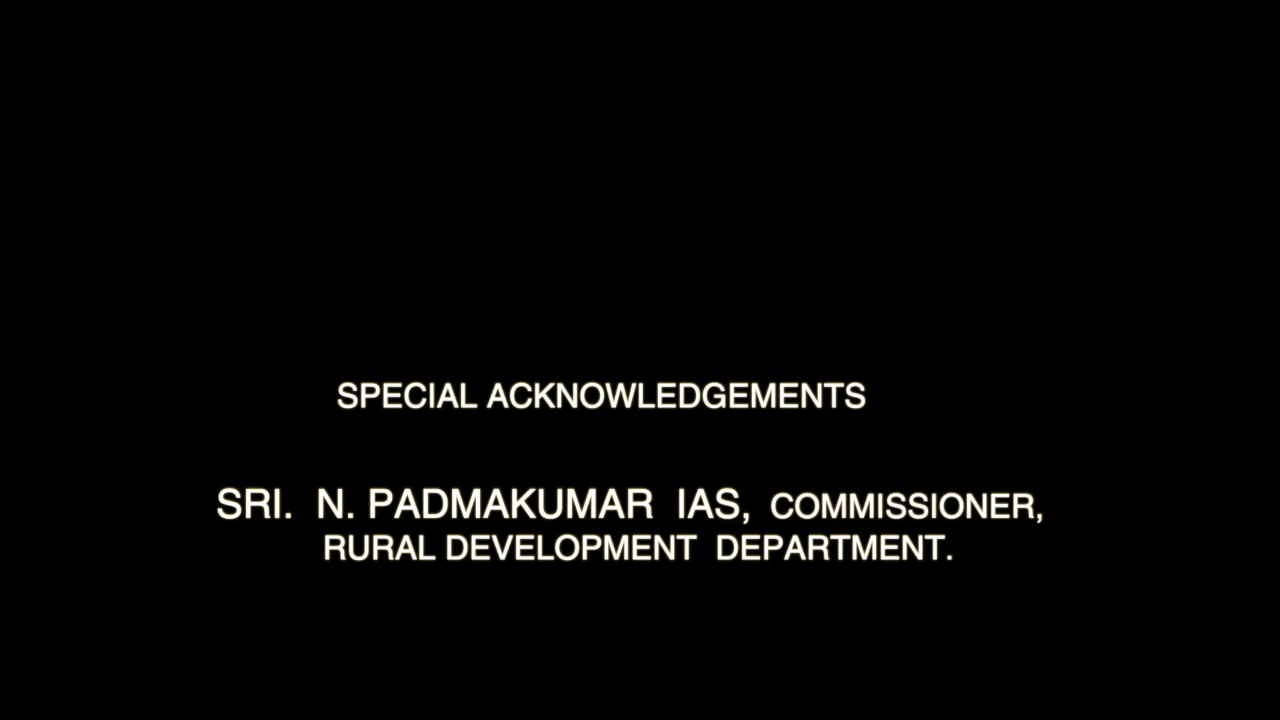 SPECIAL ACKNOWLEDGEMENTS
SRI. N. PADMAKUMAR IAS, COMMISSIONER,
RURAL DEVELOPMENT DEPARTMENT.